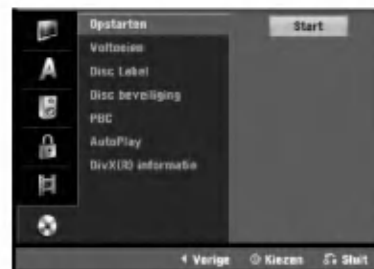 Opstarten
Start
Voltooien
Disc Label
Disc beveiliging
PBC
AutoPlay
DivX(R) informatie
Vorige Kiezen Sluit